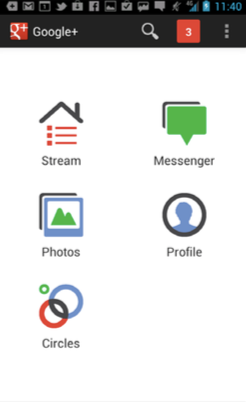 11:40
g+ Google+
3
Stream Messenger
Photos Profile
Circles